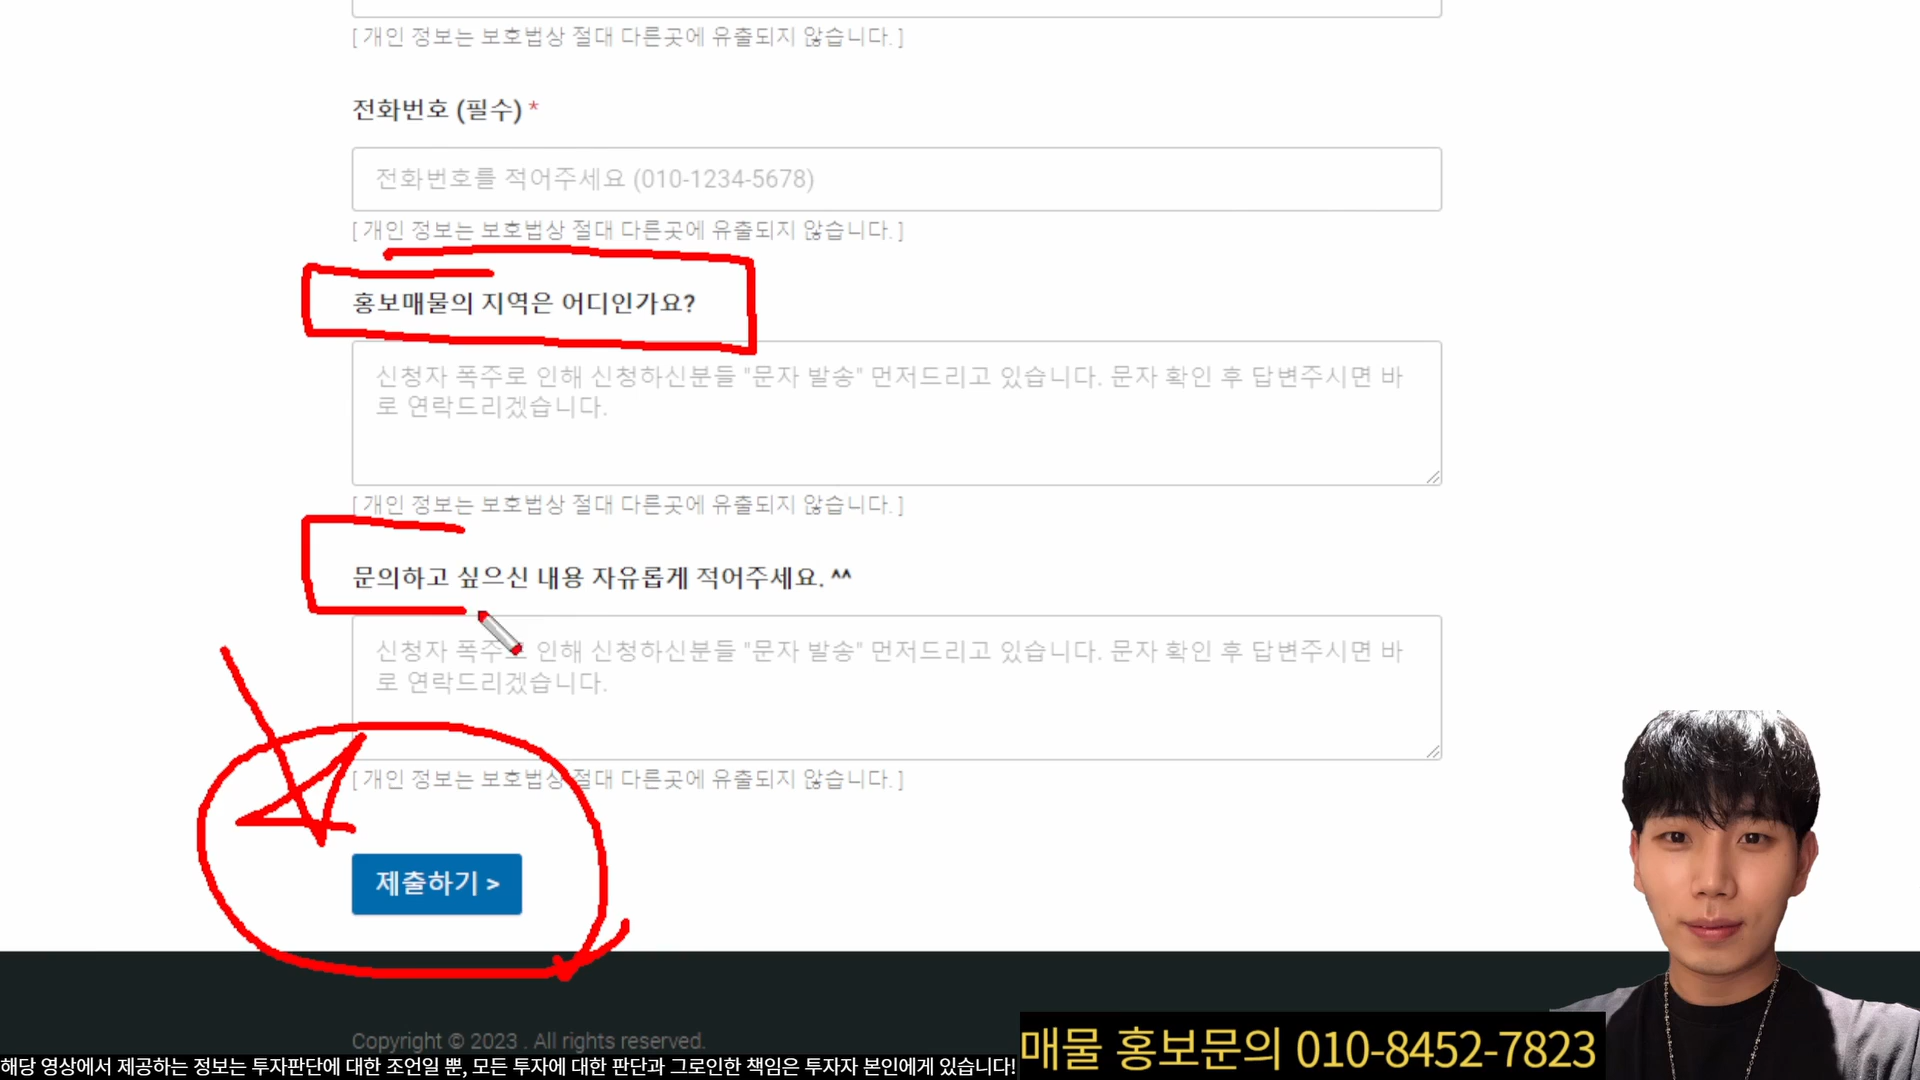 [ 개인 정보는 보호법상 절대 다른곳에 유출되지 않습니다. ]
전화번호 (필수) *
전화번호를 적어주세요 (010-1234-5678)
[ 개인 정보는 보호법상 절대 다른곳에 유출되지 않습니다. ]
홍보매물의 지역은 어디인가요?
신청자 폭주로 인해 신청하신분들 "문자 발송" 먼저드리고 있습니다. 문자 확인 후 답변주시면 바
로 연락드리겠습니다.
[ 개인 정보는 보호법상 절대 다른곳에 유출되지 않습니다. ]
문의하고 싶으신 내용 자유롭게 적어주세요. ^^
신청자 폭주로 인해 신청하신분들 "문자 발송" 먼저드리고 있습니다. 문자 확인 후 답변주시면 바
로 연락드리겠습니다.
[ 개인 정보는 보호법상 절대 다른곳에 유출되지 않습니다. ]
제출하기 >
Copyright © 2023 . All rights reserved.
매물 홍보문의 010-8452-7823
해당 영상에서 제공하는 정보는 투자판단에 대한 조언일 뿐, 모든 투자에 대한 판단과 그로인한 책임은 투자자 본인에게 있습니다!